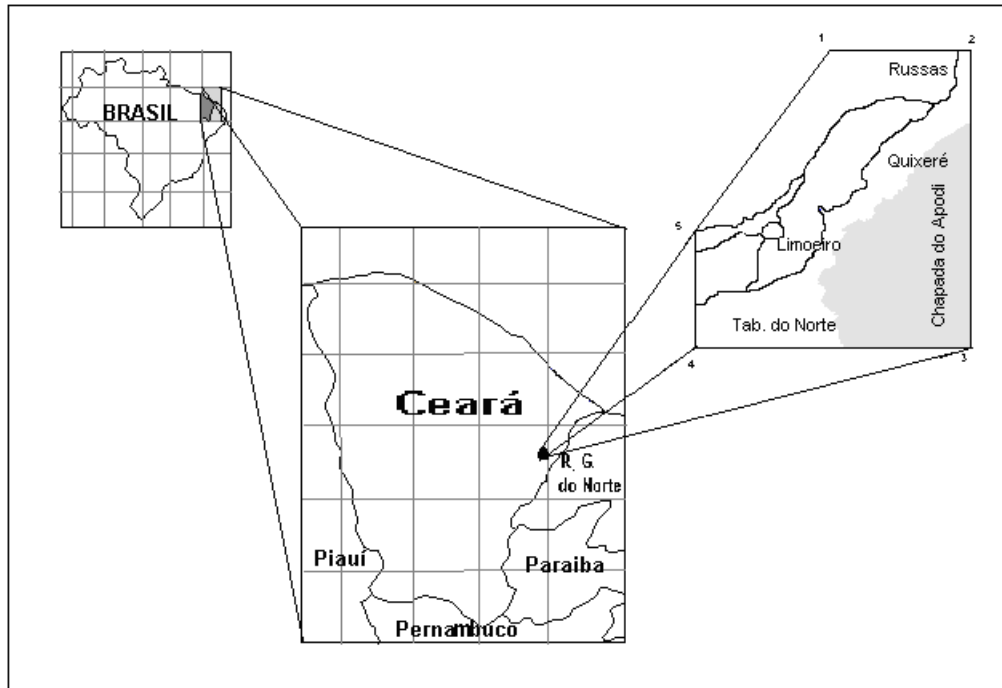 BRASIL
Ceará
R. G.
do Norte
Piauí
Paraiba
Pernambuco
1
2
Russas
Quixeré
5
Limoeiro
Chapada do Apodi
Tab. do Norte
4
3